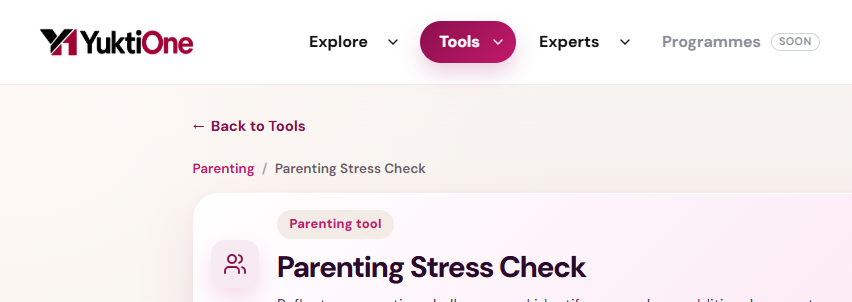 YuktiOne
Explore Tools Experts Programmes SOON
← Back to Tools
Parenting / Parenting Stress Check
Parenting tool
Parenting Stress Check